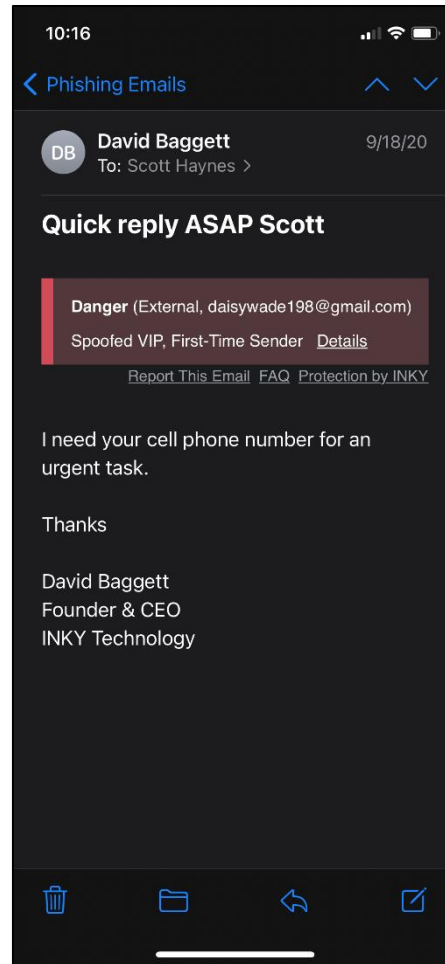 10:16
Phishing Emails
DB
David Baggett
9/18/20
To: Scott Haynes >
Quick reply ASAP Scott
Danger (External, daisywade198@gmail.com)
Spoofed VIP, First-Time Sender Details
Report This Email FAQ Protection by INKY
I need your cell phone number for an
urgent task.
Thanks
David Baggett
Founder & CEO
INKY Technology